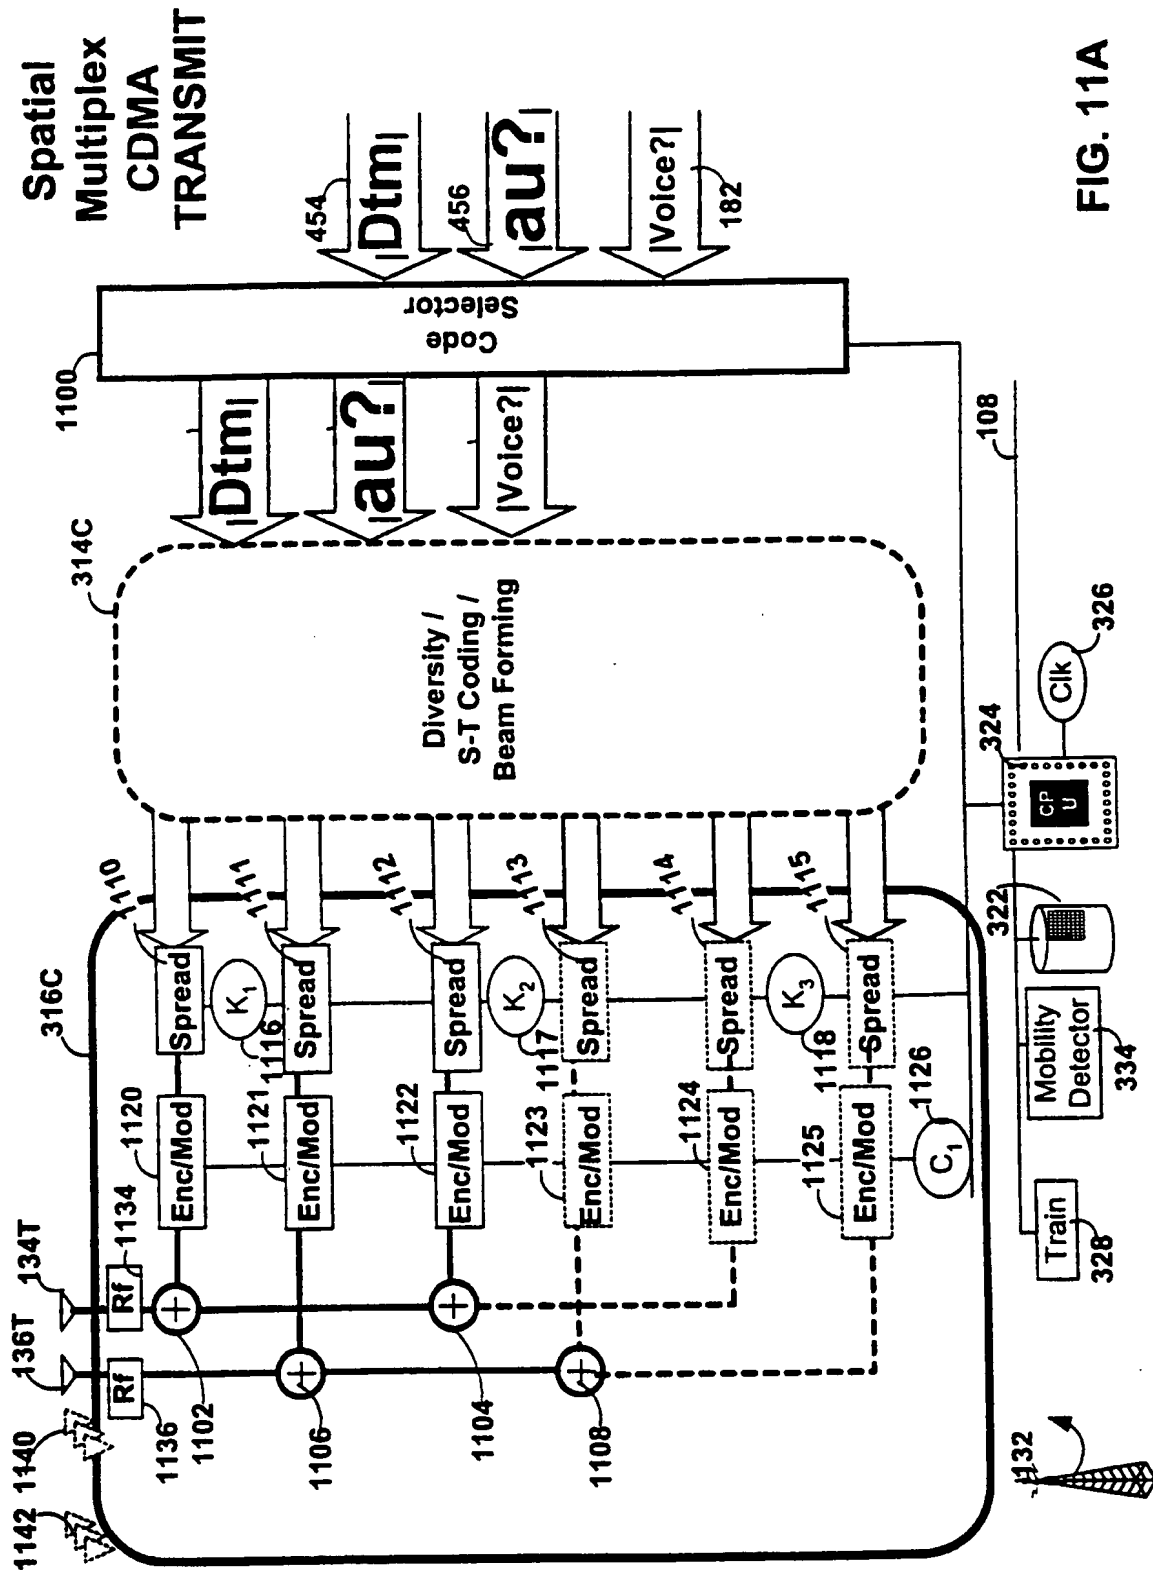 Spatial
Multiplex
CDMA
TRANSMIT
454
|Dtm|
456
|au?|
|Voice?|
182
1100
Code
Selector
|Dtm|
|au?|
|Voice?|
314C
Diversity /
S-T Coding /
Beam Forming
316C
1110
1111
1112
1113
1114
1115
Spread
K1
1116
Spread
Spread
K2
1117
Spread
Spread
K3
1118
Spread
1120
Enc/Mod
1121
Enc/Mod
1122
Enc/Mod
1123
Enc/Mod
1124
Enc/Mod
1125
Enc/Mod
C1
1126
134T
Rf
1134
136T
Rf
1136
1102
1106
1104
1108
1140
1142
132
108
Clk
326
324
CP
U
322
Mobility
Detector
334
Train
328
FIG. 11A